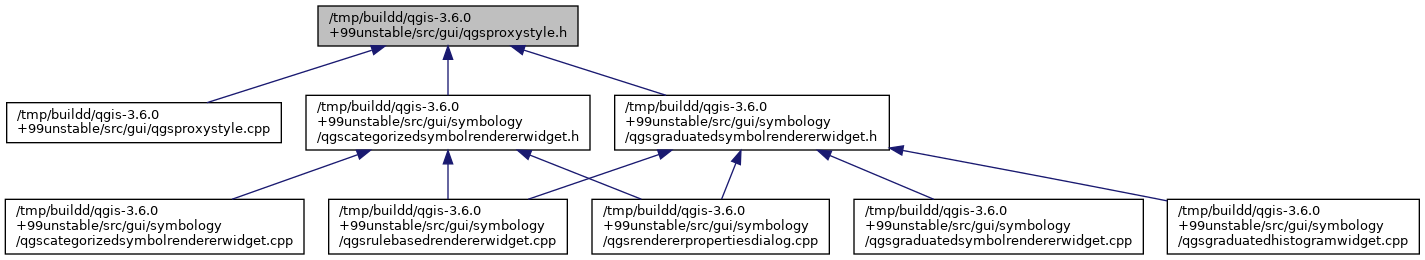 /tmp/buildd/qgis-3.6.0
+99unstable/src/gui/qgsproxystyle.h
/tmp/buildd/qgis-3.6.0
+99unstable/src/gui/qgsproxystyle.cpp
/tmp/buildd/qgis-3.6.0
+99unstable/src/gui/symbology
/qgscategorizedsymbolrendererwidget.h
/tmp/buildd/qgis-3.6.0
+99unstable/src/gui/symbology
/qgsgraduatedsymbolrendererwidget.h
/tmp/buildd/qgis-3.6.0
+99unstable/src/gui/symbology
/qgscategorizedsymbolrendererwidget.cpp
/tmp/buildd/qgis-3.6.0
+99unstable/src/gui/symbology
/qgsrulebasedrendererwidget.cpp
/tmp/buildd/qgis-3.6.0
+99unstable/src/gui/symbology
/qgsrendererpropertiesdialog.cpp
/tmp/buildd/qgis-3.6.0
+99unstable/src/gui/symbology
/qgsgraduatedsymbolrendererwidget.cpp
/tmp/buildd/qgis-3.6.0
+99unstable/src/gui/symbology
/qgsgraduatedhistogramwidget.cpp